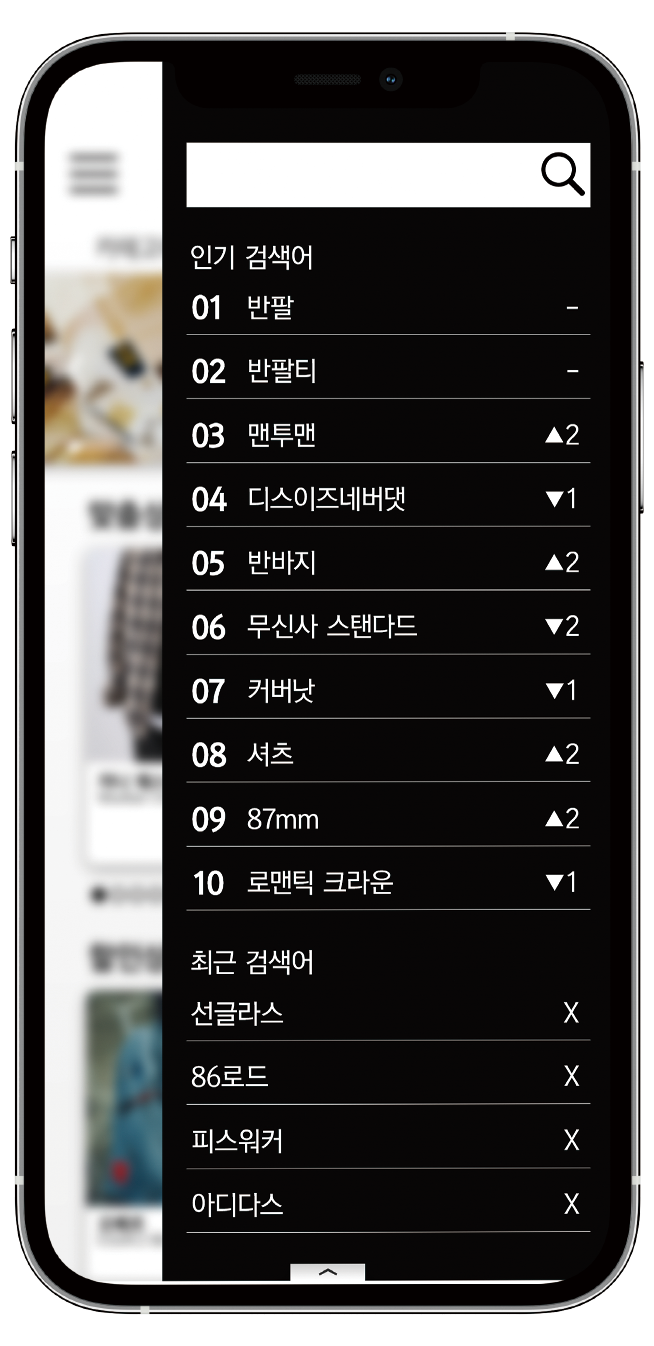 인기 검색어
01 반팔 -
02 반팔티 -
03 맨투맨 ▲2
04 디스이즈네버댓 ▼1
05 반바지 ▲2
06 무신사 스탠다드 ▼2
07 커버낫 ▼1
08 셔츠 ▲2
09 87mm ▲2
10 로맨틱 크라운 ▼1
최근 검색어
선글라스 X
86로드 X
피스워커 X
아디다스 X